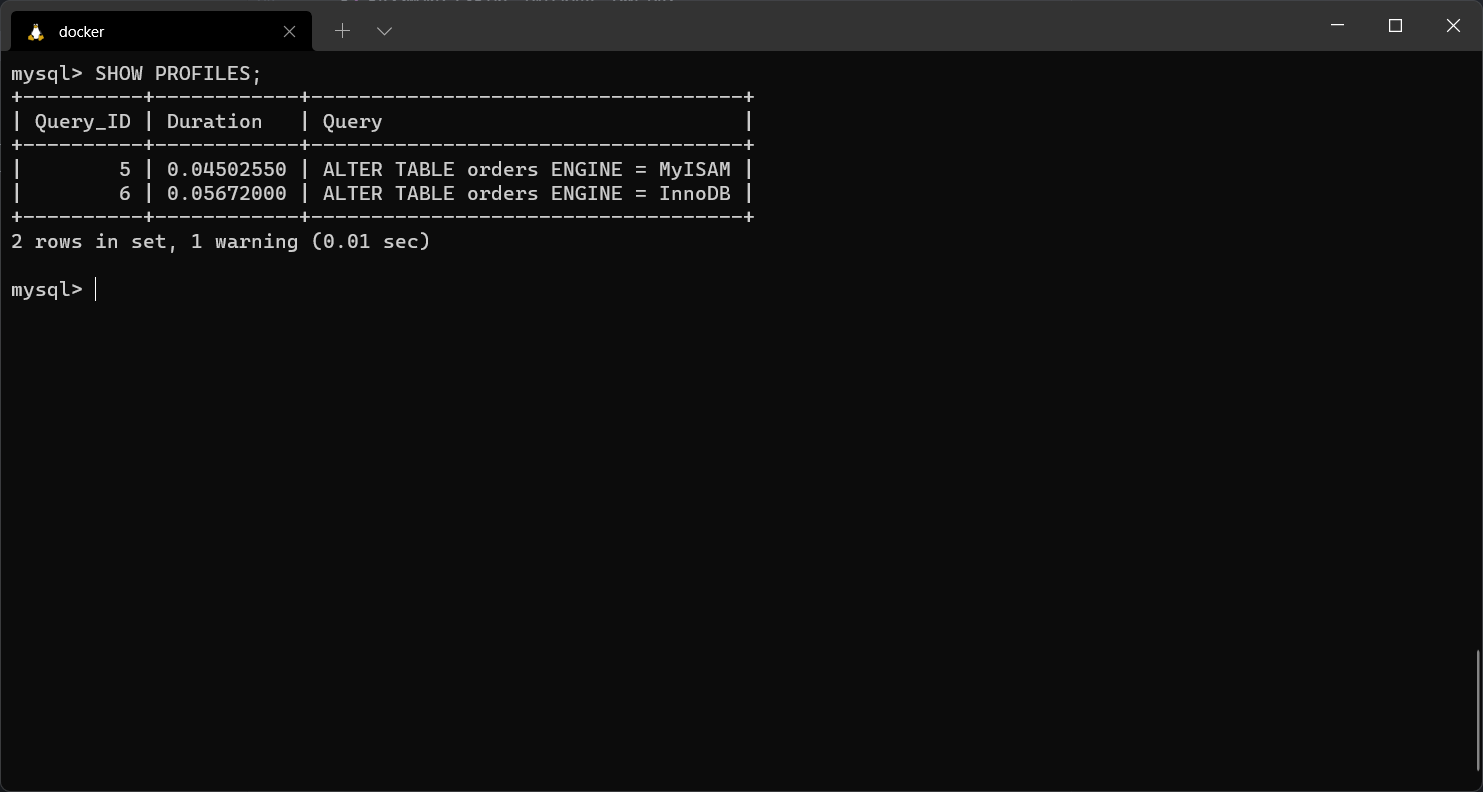 docker
mysql> SHOW PROFILES;
+----------+------------+------------------------------------+
| Query_ID | Duration   | Query                              |
+----------+------------+------------------------------------+
|        5 | 0.04502550 | ALTER TABLE orders ENGINE = MyISAM |
|        6 | 0.05672000 | ALTER TABLE orders ENGINE = InnoDB |
+----------+------------+------------------------------------+
2 rows in set, 1 warning (0.01 sec)
mysql>